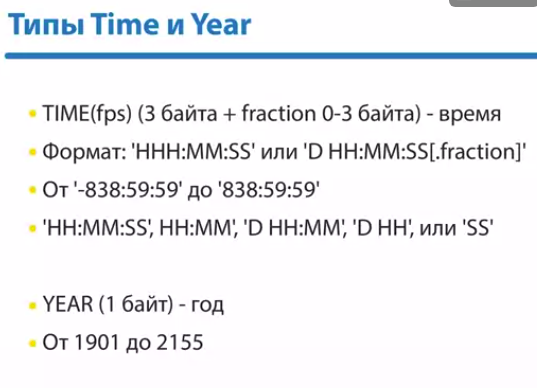 Типы Time и Year
TIME(fps) (3 байта + fraction 0-3 байта) - время
Формат: 'HHH:MM:SS' или 'D HH:MM:SS[.fraction]'
От '-838:59:59' до '838:59:59'
'HH:MM:SS', HH:MM', 'D HH:MM', 'D HH', или 'SS'
YEAR (1 байт) - год
От 1901 до 2155